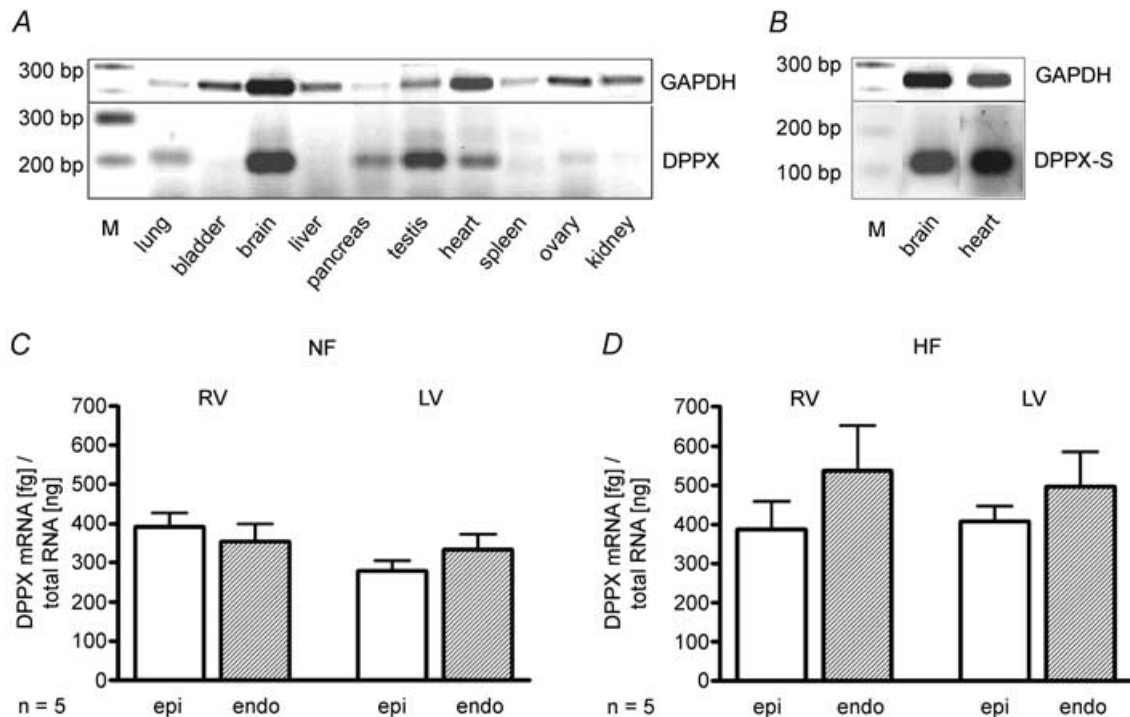 A
300 bp
GAPDH
300 bp
200 bp
DPPX
M lung bladder brain liver pancreas testis heart spleen ovary kidney
B
300 bp
GAPDH
200 bp
100 bp
DPPX-S
M brain heart
C
NF
RV LV
DPPX mRNA [fg] /
total RNA [ng]
700
600
500
400
300
200
100
0
n = 5 epi endo epi endo
D
HF
RV LV
DPPX mRNA [fg] /
total RNA [ng]
700
600
500
400
300
200
100
0
n = 5 epi endo epi endo